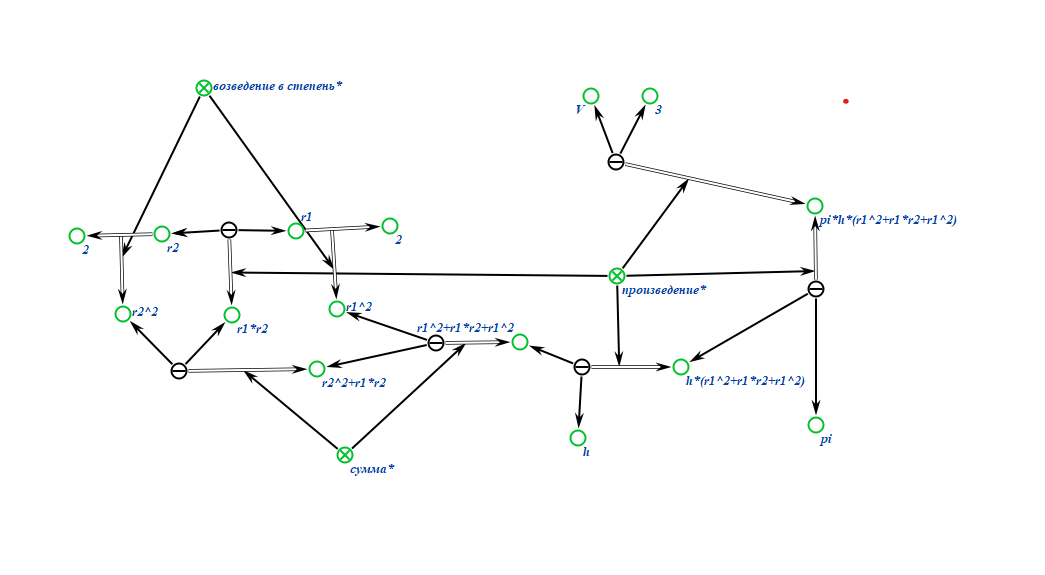 возведение в степень*
V
3
r1
pi*h*(r1^2+r1*r2+r1^2)
2
r2
2
произведение*
r2^2
r1*r2
r1^2
r1^2+r1*r2+r1^2
r2^2+r1*r2
h*(r1^2+r1*r2+r1^2)
pi
h
сумма*